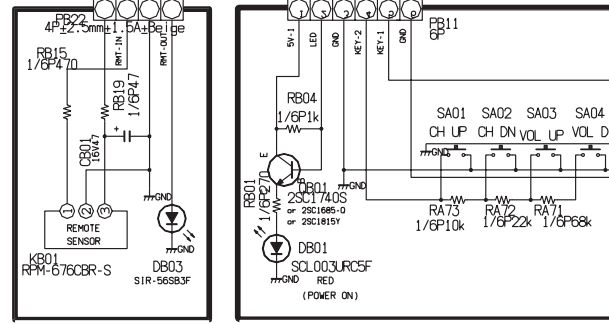 PB22
4P±2.5mm±1.5A±Beige
RB15
1/6P470
RMT-IN
RMT-OUT
RB19
1/6P47
CB01
16V47
+
GND
1 2 3
REMOTE
SENSOR
GND
KB01
RPM-676CBR-S
DB03
SIR-56SB3F
PB11
6P
5V-1
LED
GND
KEY-2
KEY-1
GND
RB04
1/6P1k
SA01 SA02 SA03 SA04
CH UP CH DN VOL UP VOL D
GND
E
B
RB01
1/6P270
QB01
2SC1740S
or 2SC1685-Q
or 2SC1815Y
GND
RA73 RA72 RA71
1/6P10k 1/6P22k 1/6P68k
DB01
SCL003URC5F
GND
RED
(POWER ON)